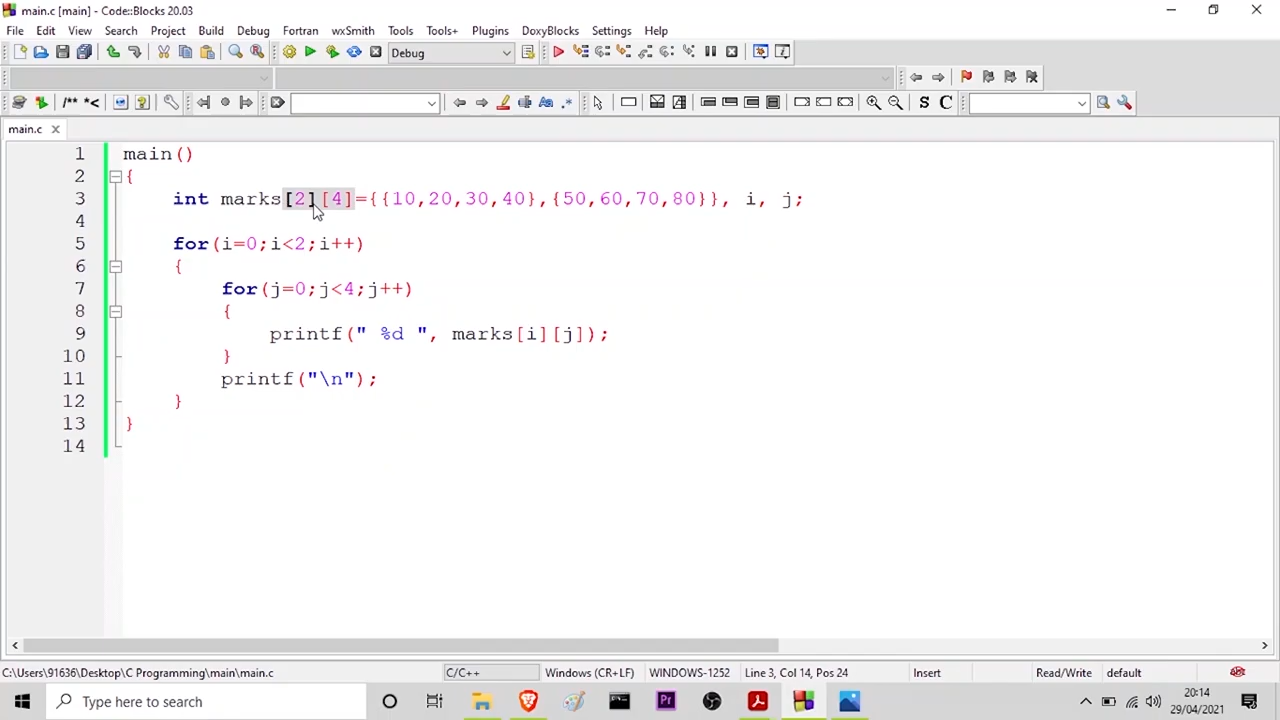 main.c [main] - Code::Blocks 20.03
File Edit View Search Project Build Debug Fortran wxSmith Tools Tools+ Plugins DoxyBlocks Settings Help
Debug
/** *<
S C
main.c
1 main()
2 {
3 int marks[2][4]={{10,20,30,40},{50,60,70,80}}, i, j;
4
5 for(i=0;i<2;i++)
6 {
7 for(j=0;j<4;j++)
8 {
9 printf(" %d ", marks[i][j]);
10 }
11 printf("\n");
12 }
13 }
14
C:\Users\91636\Desktop\C Programming\main\main.c C/C++ Windows (CR+LF) WINDOWS-1252 Line 3, Col 14, Pos 24 Insert Read/Write default
Type here to search Pr 20:14
29/04/2021